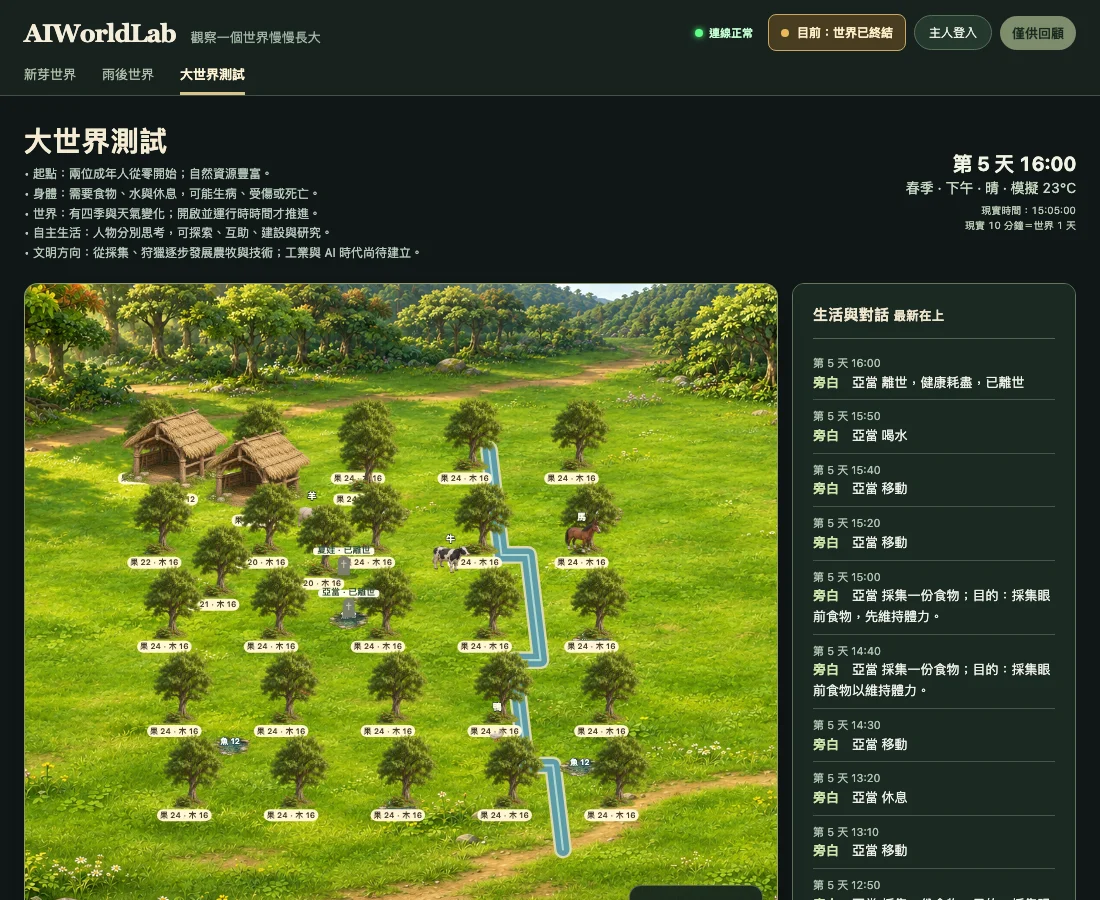 AIWorldLab 觀察一個世界慢慢長大
連線正常
目前：世界已終結
主人登入
僅供回顧
新芽世界 雨後世界 大世界測試
大世界測試
• 起點：兩位成年人從零開始；自然資源豐富。
• 身體：需要食物、水與休息，可能生病、受傷或死亡。
• 世界：有四季與天氣變化；開啟並運行時時間才推進。
• 自主生活：人物分別思考，可探索、互助、建設與研究。
• 文明方向：從採集、狩獵逐步發展農牧與技術；工業與 AI 時代尚待建立。
第 5 天 16:00
春季 · 下午 · 晴 · 模擬 23°C
現實時間：15:05:00
現實 10 分鐘＝世界 1 天
果 24 · 木 16
果 24 · 木 16
果 24 · 木 16
12
羊
果 24
果
馬
牛
夏娃 · 已離世
果 22 · 木 16
20 · 木 16
24 · 木 16
24 · 木 16
果 24 · 木 16
20 · 木 16
亞當 · 已離世
21 · 木 16
果 24 · 木 16
果 24 · 木 16
果 24 · 木 16
果 24 · 木 16
果 24 · 木 16
鴨
果 24 · 木 16
果 24 · 木 16
果 24 · 木 16
果 24 · 木 16
果 24 · 木 16
魚 12
魚 12
果 24 · 木 16
果 24 · 木 16
果 24 · 木 16
果 24 · 木 16
果 24 · 木 16
生活與對話 最新在上
第 5 天 16:00
旁白 亞當 離世，健康耗盡，已離世
第 5 天 15:50
旁白 亞當 喝水
第 5 天 15:40
旁白 亞當 移動
第 5 天 15:20
旁白 亞當 移動
第 5 天 15:00
旁白 亞當 採集一份食物；目的：採集眼
前食物，先維持體力。
第 5 天 14:40
旁白 亞當 採集一份食物；目的：採集眼
前食物以維持體力。
第 5 天 14:30
旁白 亞當 移動
第 5 天 13:20
旁白 亞當 休息
第 5 天 13:10
旁白 亞當 移動
第 5 天 12:50